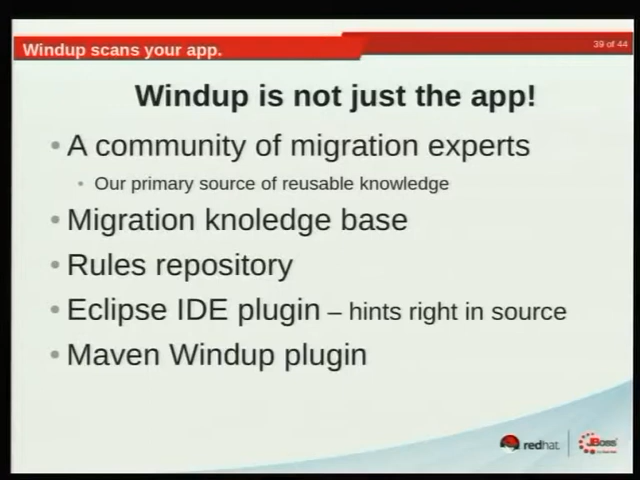 Windup scans your app.
39 of 44
Windup is not just the app!
• A community of migration experts
• Our primary source of reusable knowledge
• Migration knoledge base
• Rules repository
• Eclipse IDE plugin – hints right in source
• Maven Windup plugin
redhat.
JBoss